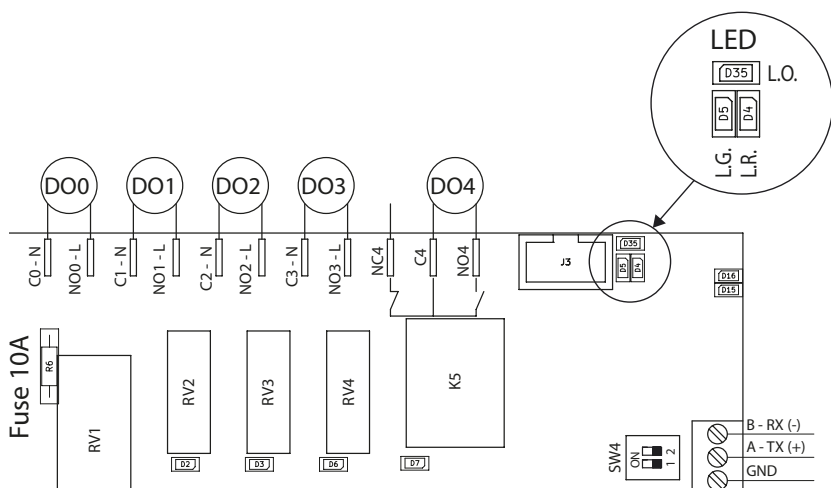 LED
D35
L.O.
D5
D4
L.G.
L.R.
DO0
DO1
DO2
DO3
DO4
C0 - N
NO0 - L
C1 - N
NO1 - L
C2 - N
NO2 - L
C3 - N
NO3 - L
NC4
C4
NO4
J3
D35
D5
D4
D16
D15
Fuse 10A
R6
RV1
RV2
RV3
RV4
K5
D2
D3
D6
D7
SW4
ON
1 2
B - RX (-)
A - TX (+)
GND